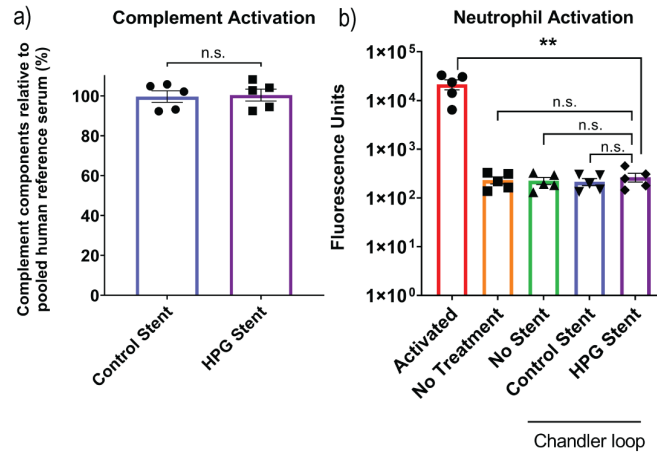 a)
Complement Activation
Complement components relative to
pooled human reference serum (%)
n.s.
100
80
60
40
20
0
Control Stent
HPG Stent
b)
Neutrophil Activation
Fluorescence Units
1×10⁵
1×10⁴
1×10³
1×10²
1×10¹
1×10⁰
**
n.s.
n.s.
n.s.
Activated
No Treatment
No Stent
Control Stent
HPG Stent
Chandler loop